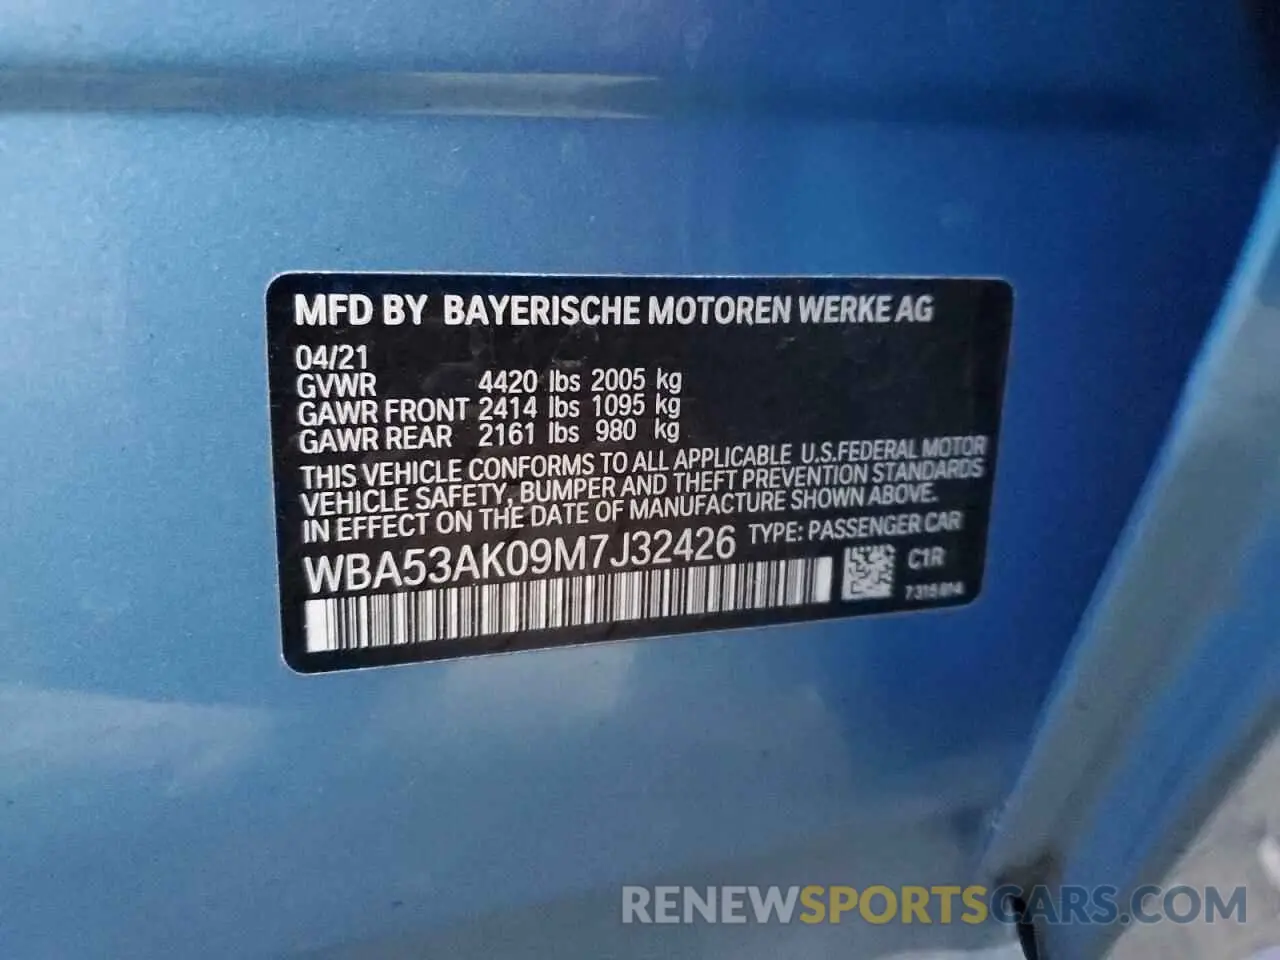 MFD BY BAYERISCHE MOTOREN WERKE AG
04/21
GVWR 4420 lbs 2005 kg
GAWR FRONT 2414 lbs 1095 kg
GAWR REAR 2161 lbs 980 kg
THIS VEHICLE CONFORMS TO ALL APPLICABLE U.S.FEDERAL MOTOR
VEHICLE SAFETY, BUMPER AND THEFT PREVENTION STANDARDS
IN EFFECT ON THE DATE OF MANUFACTURE SHOWN ABOVE.
WBA53AK09M7J32426 TYPE: PASSENGER CAR
C1R
RENEWSPORTSCARS.COM